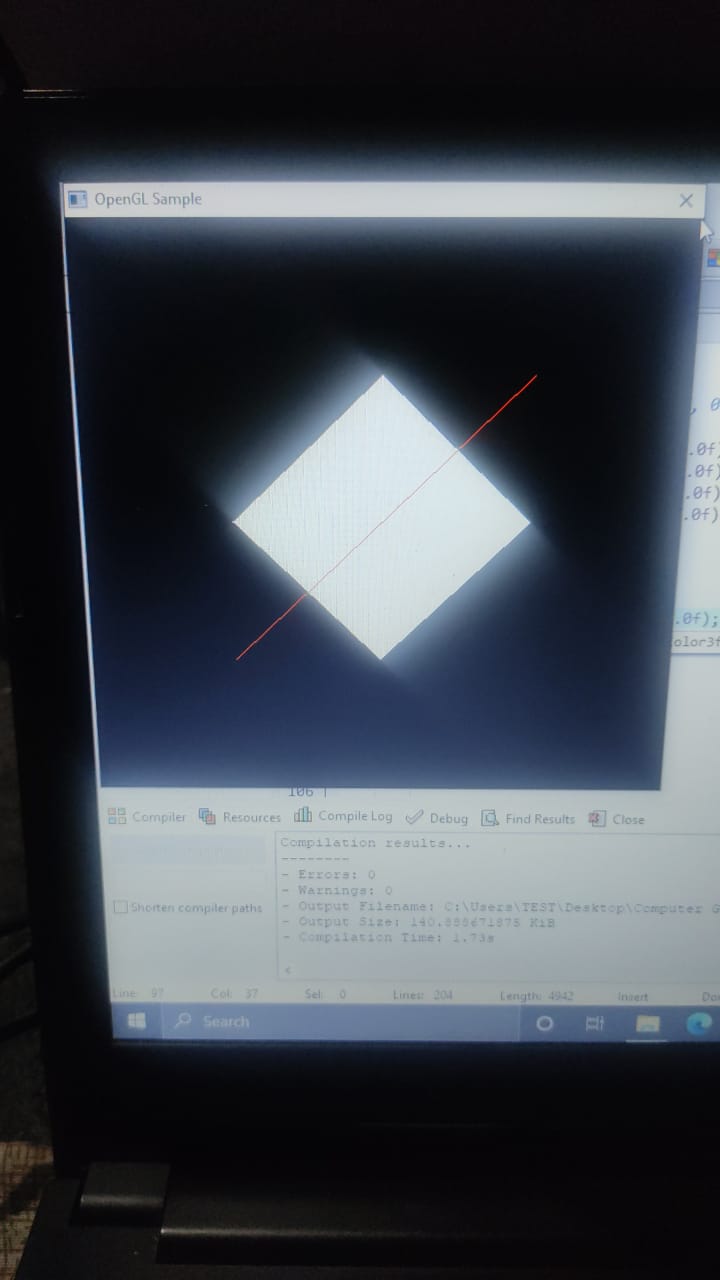 OpenGL Sample
, 0
.0f)
.0f)
.0f)
.0f)
.0f);
olor3f
106
Compiler Resources Compile Log Debug Find Results Close
Compilation results...
--------
- Errors: 0
- Warnings: 0
Shorten compiler paths
- Output Filename: C:\Users\TEST\Desktop\Computer G
- Output Size: 140.888671875 KiB
- Compilation Time: 1.73s
Line: 97 Col: 37 Sel: 0 Lines: 204 Length: 4942 Insert Do
Search